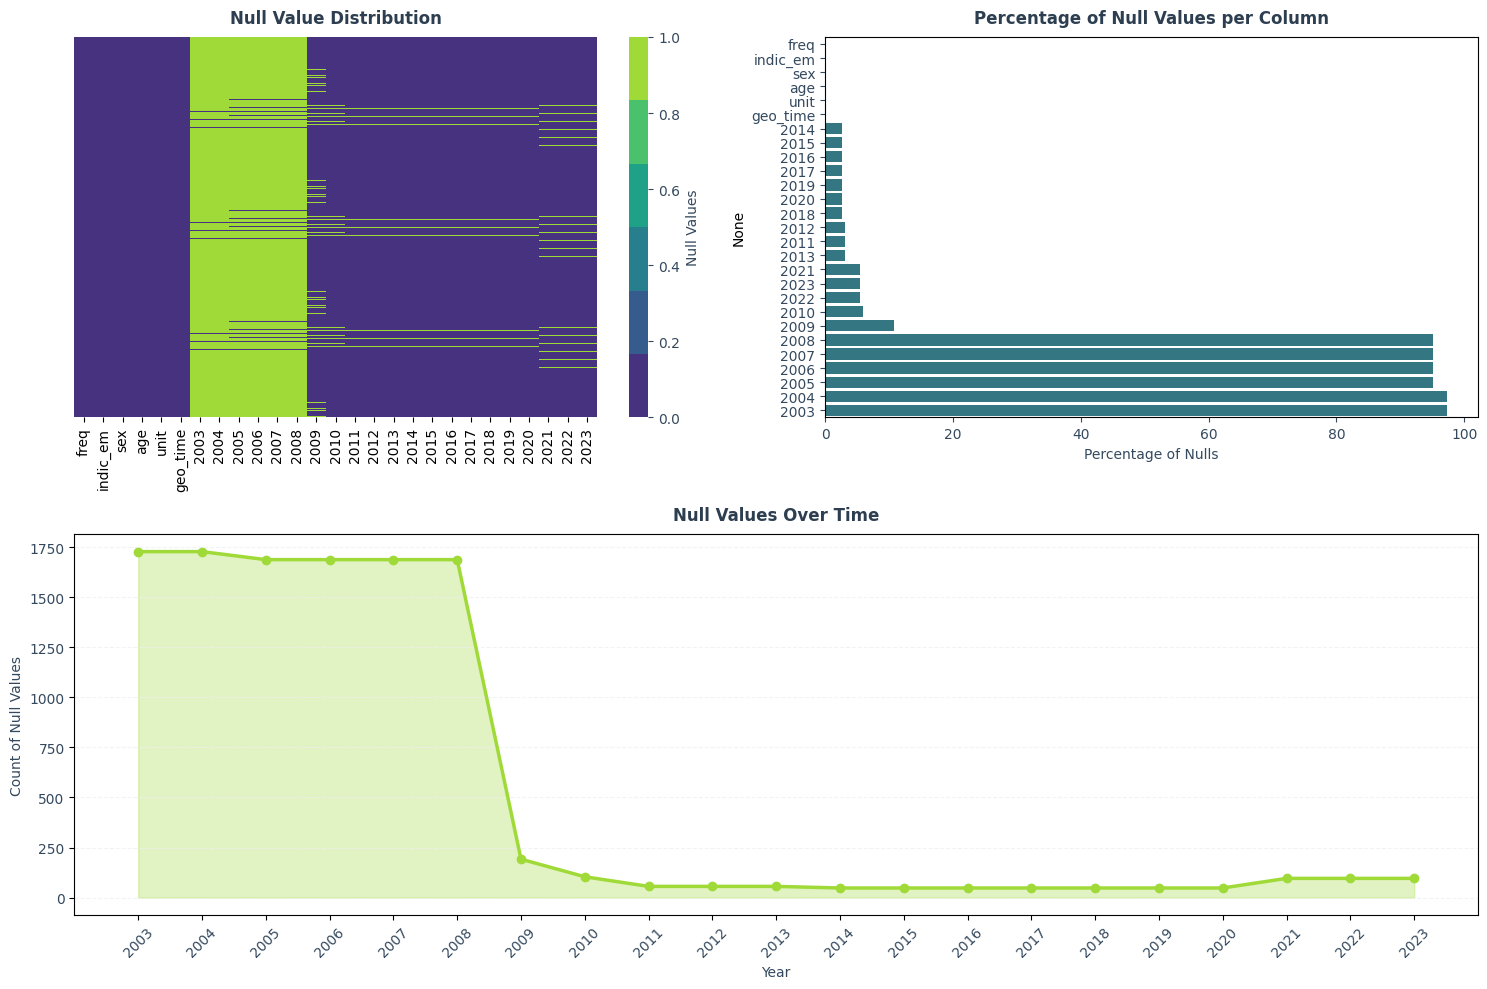 Null Value Distribution
1.0
0.8
0.6
0.4
0.2
0.0
Null Values
freq
indic_em
sex
age
unit
geo_time
2003
2004
2005
2006
2007
2008
2009
2010
2011
2012
2013
2014
2015
2016
2017
2018
2019
2020
2021
2022
2023
Percentage of Null Values per Column
None
freq
indic_em
sex
age
unit
geo_time
2014
2015
2016
2017
2019
2020
2018
2012
2011
2013
2021
2023
2022
2010
2009
2008
2007
2006
2005
2004
2003
0 20 40 60 80 100
Percentage of Nulls
Null Values Over Time
Count of Null Values
1750
1500
1250
1000
750
500
250
0
2003 2004 2005 2006 2007 2008 2009 2010 2011 2012 2013 2014 2015 2016 2017 2018 2019 2020 2021 2022 2023
Year